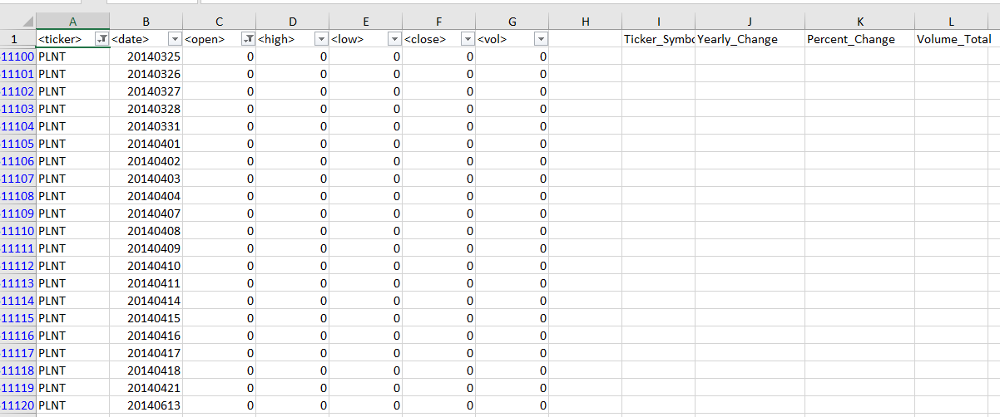 A B C D E F G H I J K L
1 <ticker> <date> <open> <high> <low> <close> <vol> Ticker_Symbo Yearly_Change Percent_Change Volume_Total
11100 PLNT 20140325 0 0 0 0 0
11101 PLNT 20140326 0 0 0 0 0
11102 PLNT 20140327 0 0 0 0 0
11103 PLNT 20140328 0 0 0 0 0
11104 PLNT 20140331 0 0 0 0 0
11105 PLNT 20140401 0 0 0 0 0
11106 PLNT 20140402 0 0 0 0 0
11107 PLNT 20140403 0 0 0 0 0
11108 PLNT 20140404 0 0 0 0 0
11109 PLNT 20140407 0 0 0 0 0
11110 PLNT 20140408 0 0 0 0 0
11111 PLNT 20140409 0 0 0 0 0
11112 PLNT 20140410 0 0 0 0 0
11113 PLNT 20140411 0 0 0 0 0
11114 PLNT 20140414 0 0 0 0 0
11115 PLNT 20140415 0 0 0 0 0
11116 PLNT 20140416 0 0 0 0 0
11117 PLNT 20140417 0 0 0 0 0
11118 PLNT 20140418 0 0 0 0 0
11119 PLNT 20140421 0 0 0 0 0
11120 PLNT 20140613 0 0 0 0 0